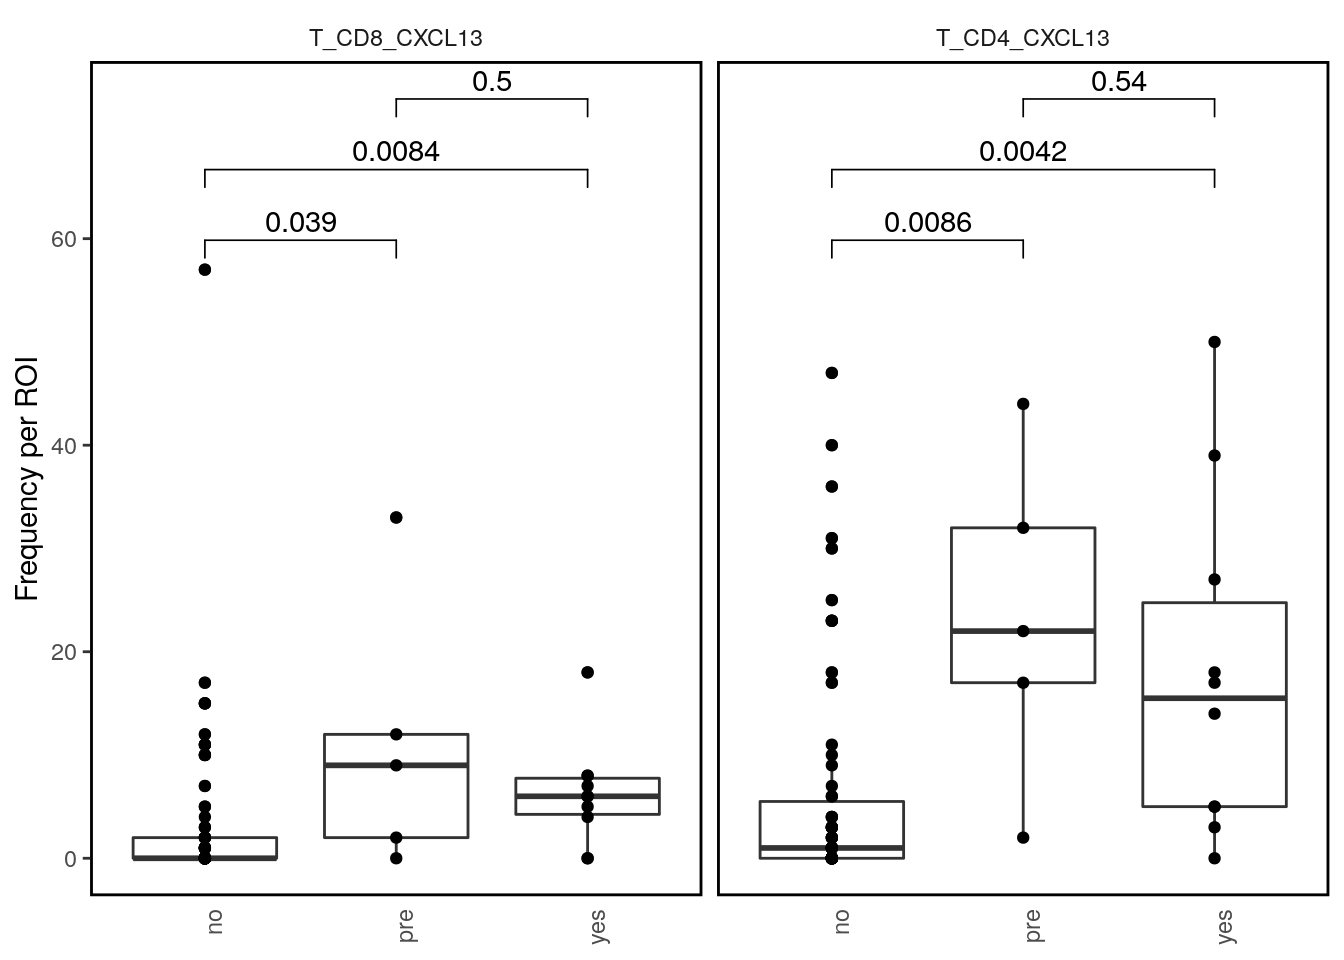 T_CD8_CXCL13
T_CD4_CXCL13
0.5
0.54
0.0084
0.0042
0.039
0.0086
60
40
20
0
Frequency per ROI
no
pre
yes
no
pre
yes